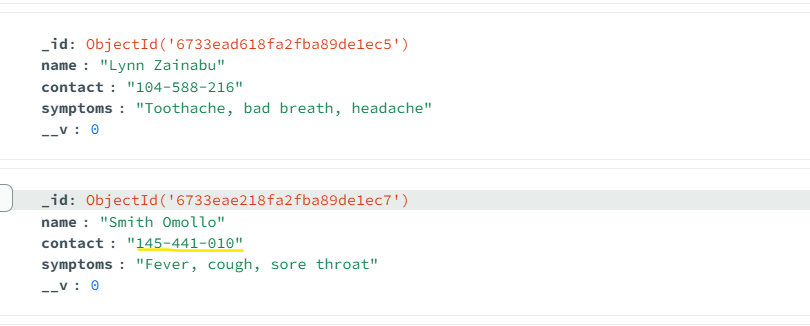 _id: ObjectId('6733ead618fa2fba89de1ec5')
name : "Lynn Zainabu"
contact : "104-588-216"
symptoms : "Toothache, bad breath, headache"
__v : 0
_id: ObjectId('6733eae218fa2fba89de1ec7')
name : "Smith Omollo"
contact : "145-441-010"
symptoms : "Fever, cough, sore throat"
__v : 0